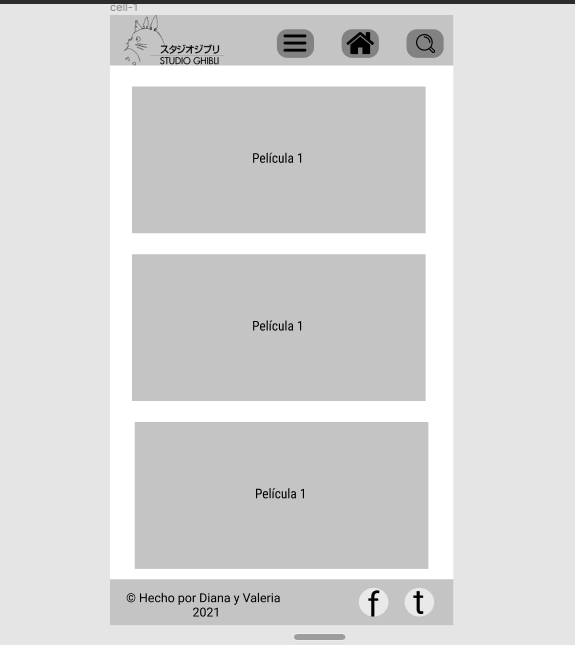 cell-1
スタジオジブリ
STUDIO GHIBLI
Película 1
Película 1
Película 1
© Hecho por Diana y Valeria
2021
f
t